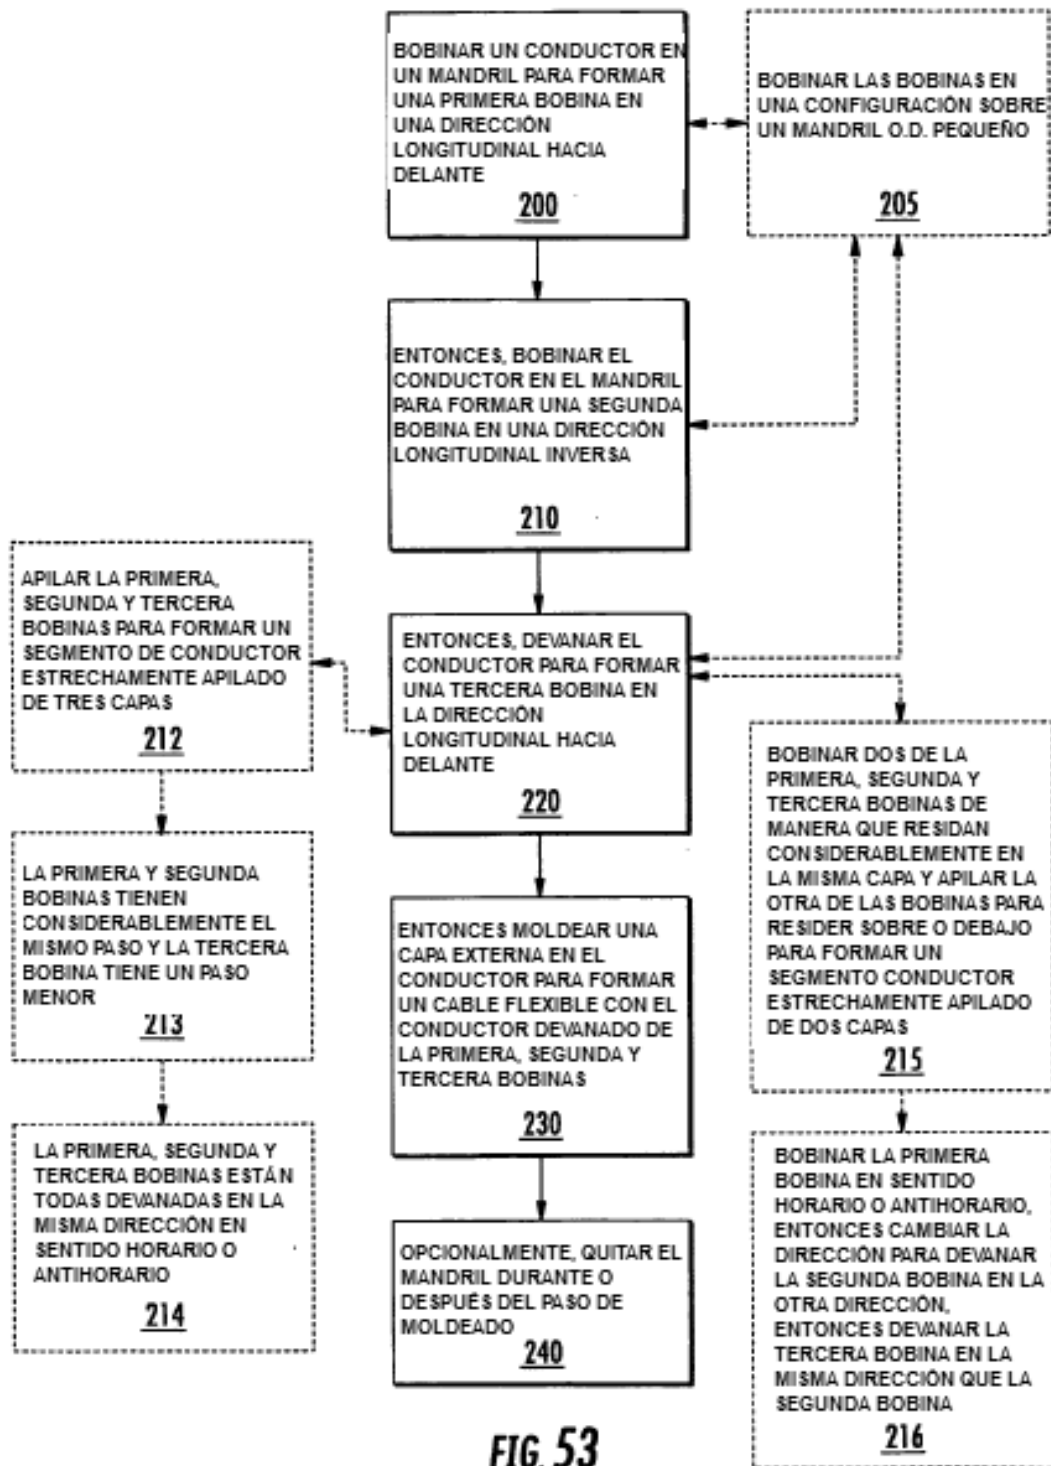 BOBINAR UN CONDUCTOR EN
UN MANDRIL PARA FORMAR
UNA PRIMERA BOBINA EN
UNA DIRECCIÓN
LONGITUDINAL HACIA
DELANTE
200
BOBINAR LAS BOBINAS EN
UNA CONFIGURACIÓN SOBRE
UN MANDRIL O.D. PEQUEÑO
205
ENTONCES, BOBINAR EL
CONDUCTOR EN EL MANDRIL
PARA FORMAR UNA SEGUNDA
BOBINA EN UNA DIRECCIÓN
LONGITUDINAL INVERSA
210
APILAR LA PRIMERA,
SEGUNDA Y TERCERA
BOBINAS PARA FORMAR UN
SEGMENTO DE CONDUCTOR
ESTRECHAMENTE APILADO
DE TRES CAPAS
212
ENTONCES, DEVANAR EL
CONDUCTOR PARA FORMAR
UNA TERCERA BOBINA EN
LA DIRECCIÓN
LONGITUDINAL HACIA
DELANTE
220
BOBINAR DOS DE LA
PRIMERA, SEGUNDA Y
TERCERA BOBINAS DE
MANERA QUE RESIDAN
CONSIDERABLEMENTE EN
LA MISMA CAPA Y APILAR LA
OTRA DE LAS BOBINAS PARA
RESIDER SOBRE O DEBAJO
PARA FORMAR UN
SEGMENTO CONDUCTOR
ESTRECHAMENTE APILADO
DE DOS CAPAS
215
LA PRIMERA Y SEGUNDA
BOBINAS TIENEN
CONSIDERABLEMENTE EL
MISMO PASO Y LA TERCERA
BOBINA TIENE UN PASO
MENOR
213
ENTONCES MOLDEAR UNA
CAPA EXTERNA EN EL
CONDUCTOR PARA FORMAR
UN CABLE FLEXIBLE CON EL
CONDUCTOR DEVANADO DE
LA PRIMERA, SEGUNDA Y
TERCERA BOBINAS
230
LA PRIMERA, SEGUNDA Y
TERCERA BOBINAS ESTÁN
TODAS DEVANADAS EN LA
MISMA DIRECCIÓN EN
SENTIDO HORARIO O
ANTIHORARIO
214
OPCIONALMENTE, QUITAR EL
MANDRIL DURANTE O
DESPUÉS DEL PASO DE
MOLDEADO
240
BOBINAR LA PRIMERA
BOBINA EN SENTIDO
HORARIO O ANTIHORARIO,
ENTONCES CAMBIAR LA
DIRECCIÓN PARA DEVANAR
LA SEGUNDA BOBINA EN LA
OTRA DIRECCIÓN,
ENTONCES DEVANAR LA
TERCERA BOBINA EN LA
MISMA DIRECCIÓN QUE LA
SEGUNDA BOBINA
216
FIG. 53